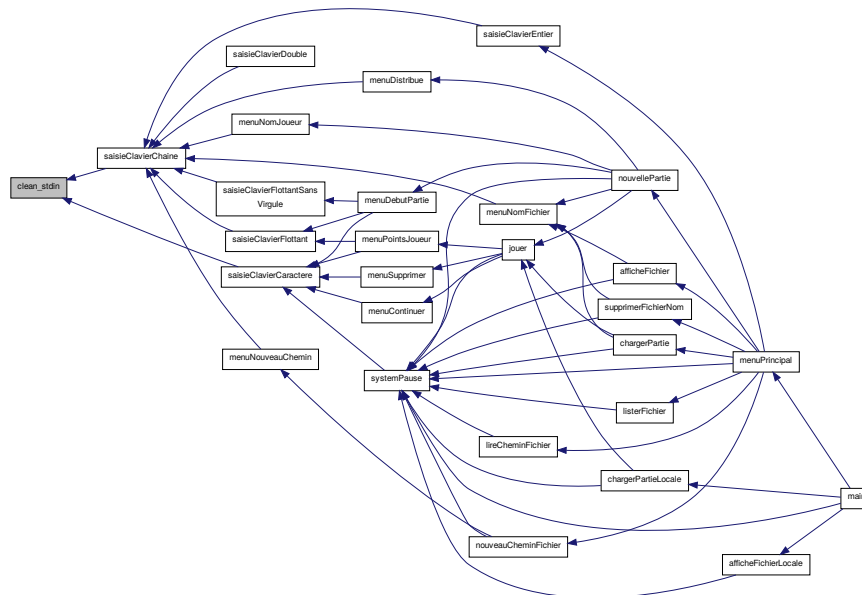 saisieClavierEntier
saisieClavierDouble
menuDistribue
menuNomJoueur
saisieClavierChaine
clean_stdin
saisieClavierFlottantSans
Virgule
menuDebutPartie
nouvellePartie
menuNomFichier
saisieClavierFlottant
menuPointsJoueur
jouer
saisieClavierCaractere
menuSupprimer
afficheFichier
menuContinuer
supprimerFichierNom
chargerPartie
menuNouveauChemin
menuPrincipal
systemPause
listerFichier
lireCheminFichier
chargerPartieLocale
main
nouveauCheminFichier
afficheFichierLocale